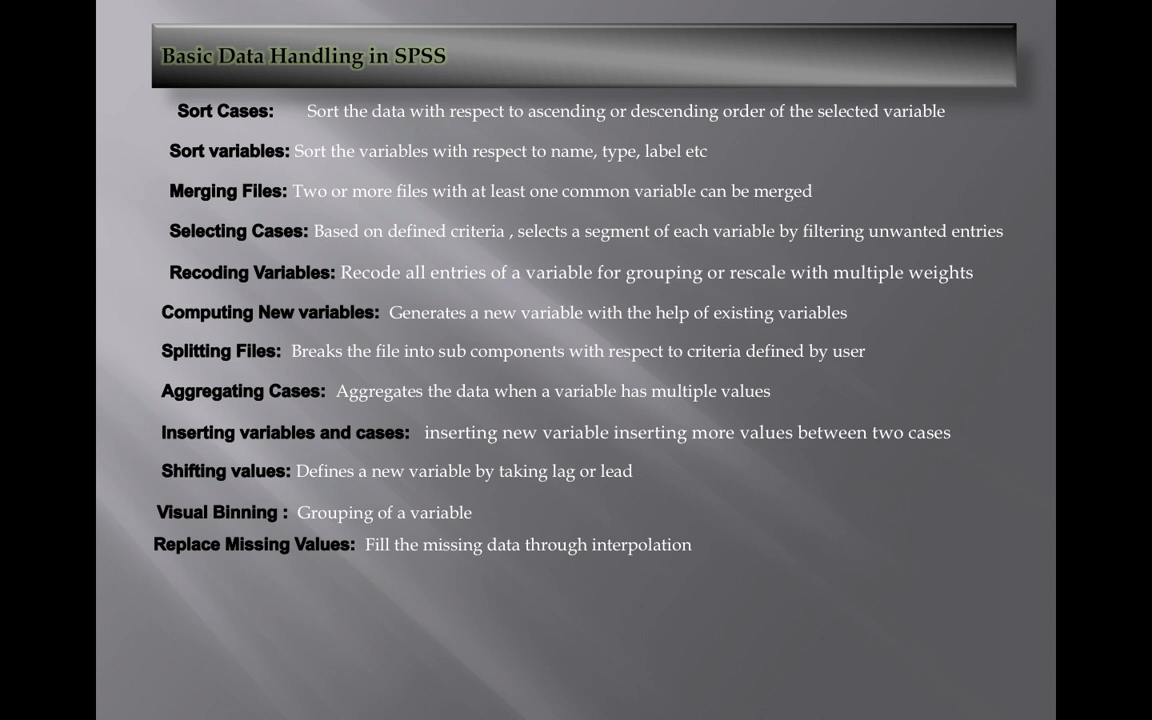 Basic Data Handling in SPSS
Sort Cases: Sort the data with respect to ascending or descending order of the selected variable
Sort variables: Sort the variables with respect to name, type, label etc
Merging Files: Two or more files with at least one common variable can be merged
Selecting Cases: Based on defined criteria , selects a segment of each variable by filtering unwanted entries
Recoding Variables: Recode all entries of a variable for grouping or rescale with multiple weights
Computing New variables: Generates a new variable with the help of existing variables
Splitting Files: Breaks the file into sub components with respect to criteria defined by user
Aggregating Cases: Aggregates the data when a variable has multiple values
Inserting variables and cases: inserting new variable inserting more values between two cases
Shifting values: Defines a new variable by taking lag or lead
Visual Binning : Grouping of a variable
Replace Missing Values: Fill the missing data through interpolation